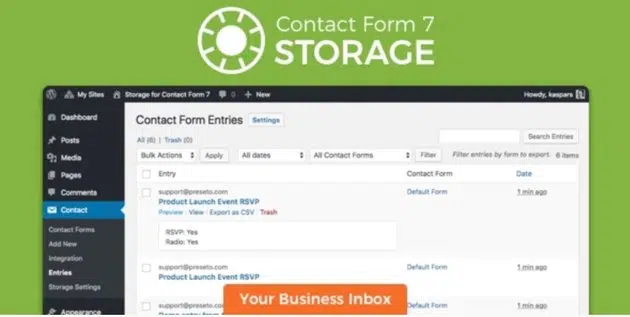 Contact Form 7
STORAGE
My Sites Storage for Contact Form 7 0 + New Howdy, kaspars
Dashboard
Posts
Media
Pages
Comments
Contact
Contact Forms
Add New
Integration
Entries
Storage Settings
Appearance
Contact Form Entries Settings
All (6) | Trash (0)
Search Entries
Bulk Actions Apply All dates All Contact Forms Filter Filter entries by form to export. 6 items
Entry Contact Form Date
support@preseto.com Default Form 1 min ago
Product Launch Event RSVP
Preview | View | Export as CSV | Trash
RSVP: Yes
Radio: Yes
support@preseto.com Default Form 1 min ago
Product Launch Event RSVP
support@preseto.com Default Form 1 min ago
Your Business Inbox